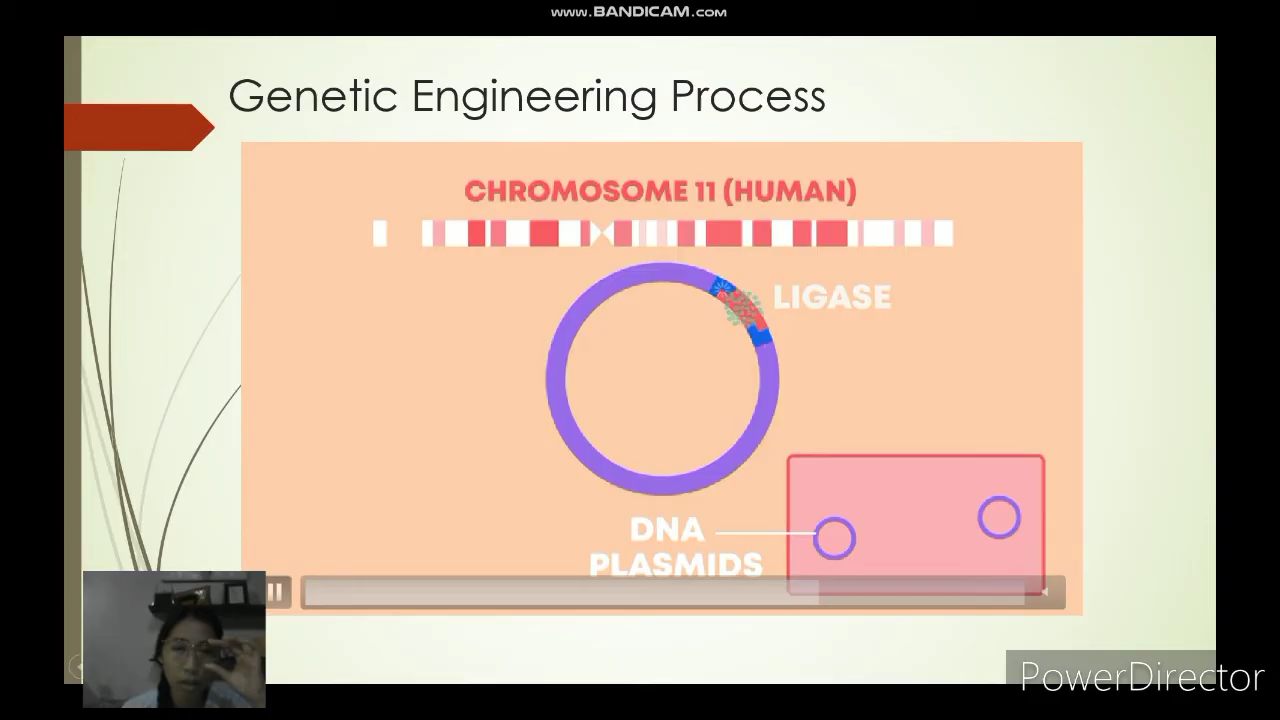 www.BANDICAM.com
Genetic Engineering Process
CHROMOSOME 11 (HUMAN)
LIGASE
DNA
PLASMIDS
PowerDirector